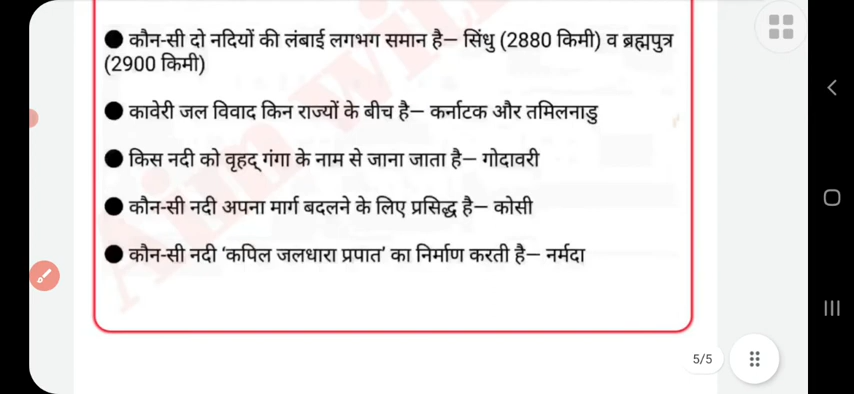 ● कौन-सी दो नदियों की लंबाई लगभग समान है– सिंधु (2880 किमी) व ब्रह्मपुत्र
(2900 किमी)
● कावेरी जल विवाद किन राज्यों के बीच है– कर्नाटक और तमिलनाडु
● किस नदी को वृहद् गंगा के नाम से जाना जाता है– गोदावरी
● कौन-सी नदी अपना मार्ग बदलने के लिए प्रसिद्ध है– कोसी
● कौन-सी नदी ‘कपिल जलधारा प्रपात’ का निर्माण करती है– नर्मदा
5/5